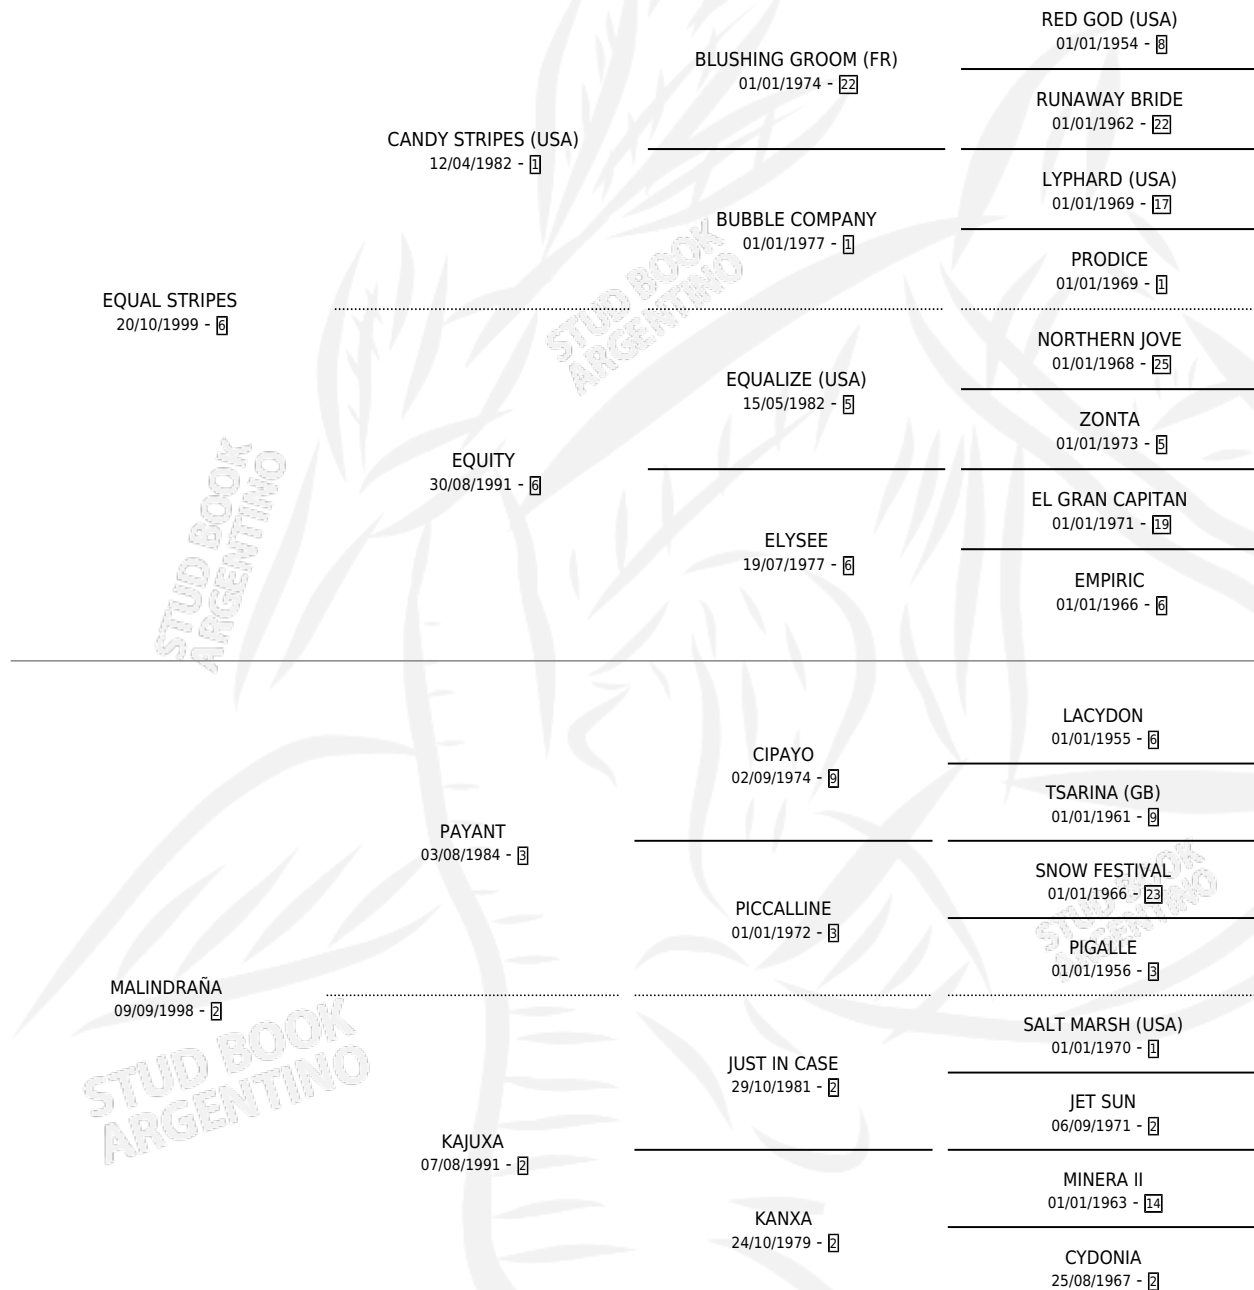 RED GOD (USA)
01/01/1954 - 8
BLUSHING GROOM (FR)
01/01/1974 - 22
RUNAWAY BRIDE
01/01/1962 - 22
CANDY STRIPES (USA)
12/04/1982 - 1
LYPHARD (USA)
01/01/1969 - 17
BUBBLE COMPANY
01/01/1977 - 1
PRODICE
01/01/1969 - 1
EQUAL STRIPES
20/10/1999 - 6
STUD BOOK
ARGENTINO
NORTHERN JOVE
01/01/1968 - 25
EQUALIZE (USA)
15/05/1982 - 5
ZONTA
01/01/1973 - 5
EQUITY
30/08/1991 - 6
EL GRAN CAPITAN
01/01/1971 - 19
ELYSEE
19/07/1977 - 6
EMPIRIC
01/01/1966 - 6
STUD BOOK
ARGENTINO
LACYDON
01/01/1955 - 6
CIPAYO
02/09/1974 - 9
TSARINA (GB)
01/01/1961 - 9
PAYANT
03/08/1984 - 3
SNOW FESTIVAL
01/01/1966 - 23
PICCALLINE
01/01/1972 - 3
PIGALLE
01/01/1956 - 3
STUD BOOK
ARGENTINO
MALINDRAÑA
09/09/1998 - 2
STUD BOOK
ARGENTINO
SALT MARSH (USA)
01/01/1970 - 1
JUST IN CASE
29/10/1981 - 2
JET SUN
06/09/1971 - 2
KAJUXA
07/08/1991 - 2
MINERA II
01/01/1963 - 14
KANXA
24/10/1979 - 2
CYDONIA
25/08/1967 - 2